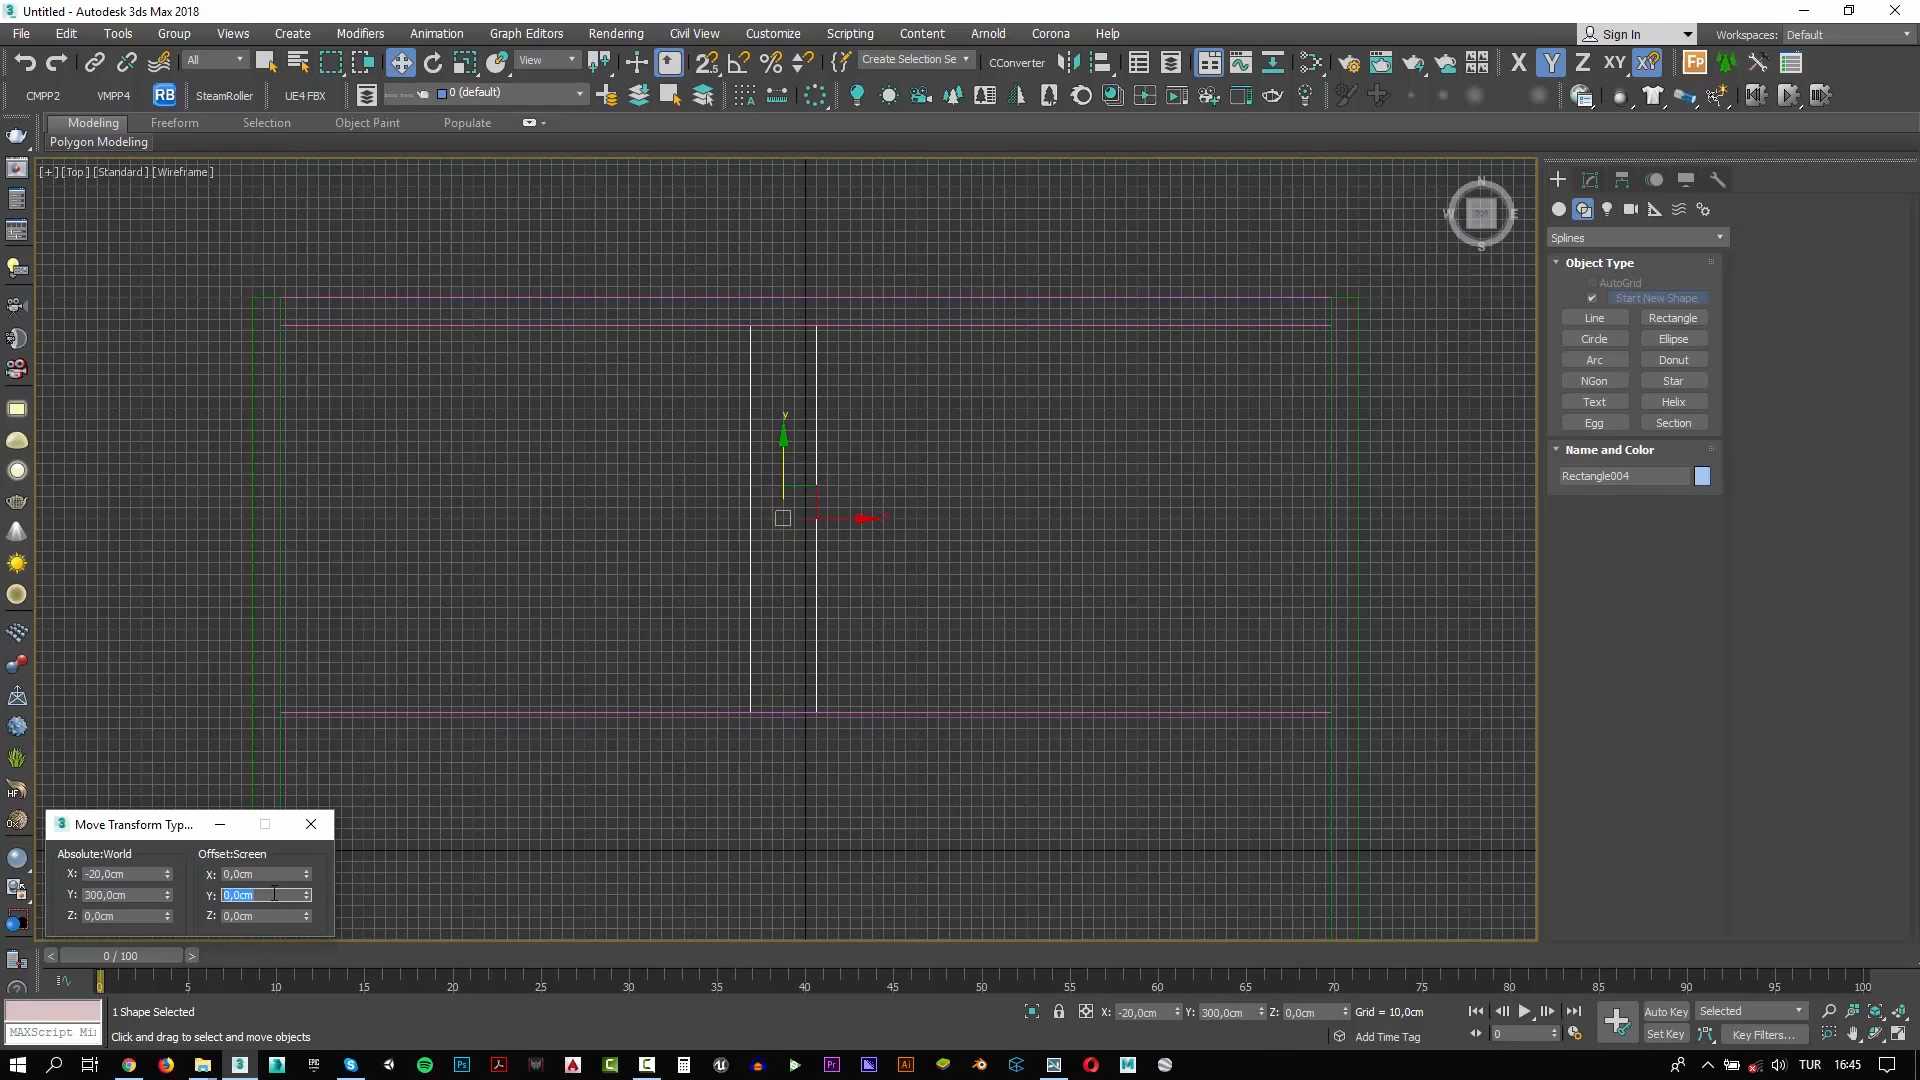 Untitled - Autodesk 3ds Max 2018
File Edit Tools Group Views Create Modifiers Animation Graph Editors Rendering Civil View Customize Scripting Content Arnold Corona Help
Sign In Workspaces: Default
All View Create Selection Se CConverter X Y Z XY
CMPP2 VMPP4 RB SteamRoller UE4 FBX 0 (default)
Modeling Freeform Selection Object Paint Populate
Polygon Modeling
[+] [Top] [Standard] [Wireframe]
N
W TOP E
S
Splines
Object Type
AutoGrid
Start New Shape
Line Rectangle
Circle Ellipse
Arc Donut
NGon Star
Text Helix
Egg Section
Name and Color
Rectangle004
y
Move Transform Typ...
Absolute:World Offset:Screen
X: -20,0cm X: 0,0cm
Y: 300,0cm Y: 0,0cm
Z: 0,0cm Z: 0,0cm
0 / 100
0 5 10 15 20 25 30 35 40 45 50 55 60 65 70 75 80 85 90 95 100
1 Shape Selected X: -20,0cm Y: 300,0cm Z: 0,0cm Grid = 10,0cm Auto Key Selected
MAXScript Mi
Click and drag to select and move objects Add Time Tag 0 Set Key Key Filters...
TUR 16:45